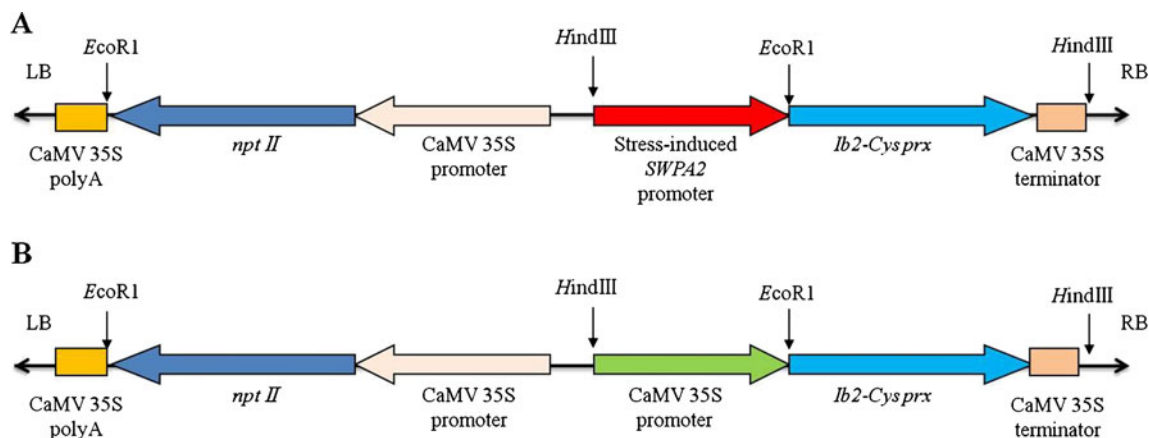 A
LB
EcoR1
HindIII
EcoR1
HindIII
RB
CaMV 35S
polyA
npt II
CaMV 35S
promoter
Stress-induced
SWPA2
promoter
Ib2-Cys prx
CaMV 35S
terminator
B
LB
EcoR1
HindIII
EcoR1
HindIII
RB
CaMV 35S
polyA
npt II
CaMV 35S
promoter
CaMV 35S
promoter
Ib2-Cys prx
CaMV 35S
terminator